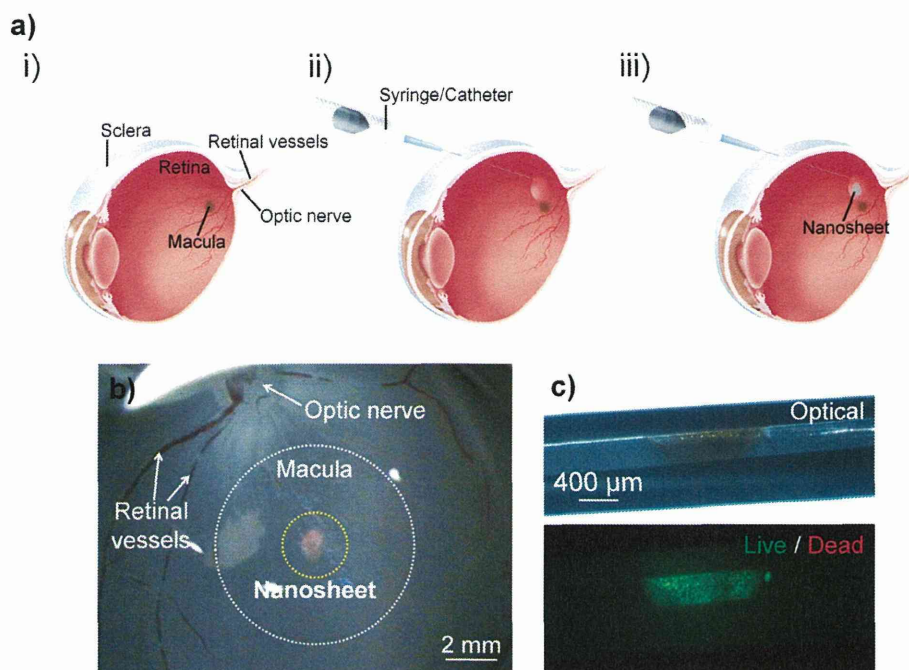 a)
i)
ii)
iii)
Syringe/Catheter
Sclera
Retinal vessels
Retina
Optic nerve
Macula
Nanosheet
b)
Optic nerve
Macula
Retinal
vessels
Nanosheet
2 mm
c)
Optical
400 μm
Live / Dead